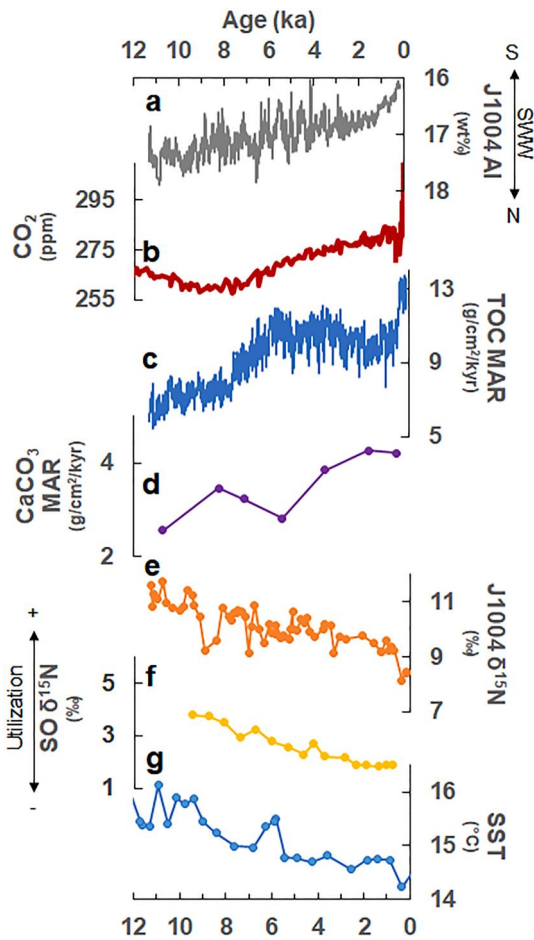 Age (ka)
12 10 8 6 4 2 0
a
16
17
18
J1004 Al
(wt%)
S
SWW
N
b
295
275
255
CO2
(ppm)
c
13
9
5
TOC MAR
(g/cm2/kyr)
d
4
2
CaCO3
MAR
(g/cm2/kyr)
e
11
9
7
J1004 δ15N
(‰)
f
5
3
1
+
Utilization
-
SO δ15N
(‰)
g
16
15
14
SST
(°C)
12 10 8 6 4 2 0